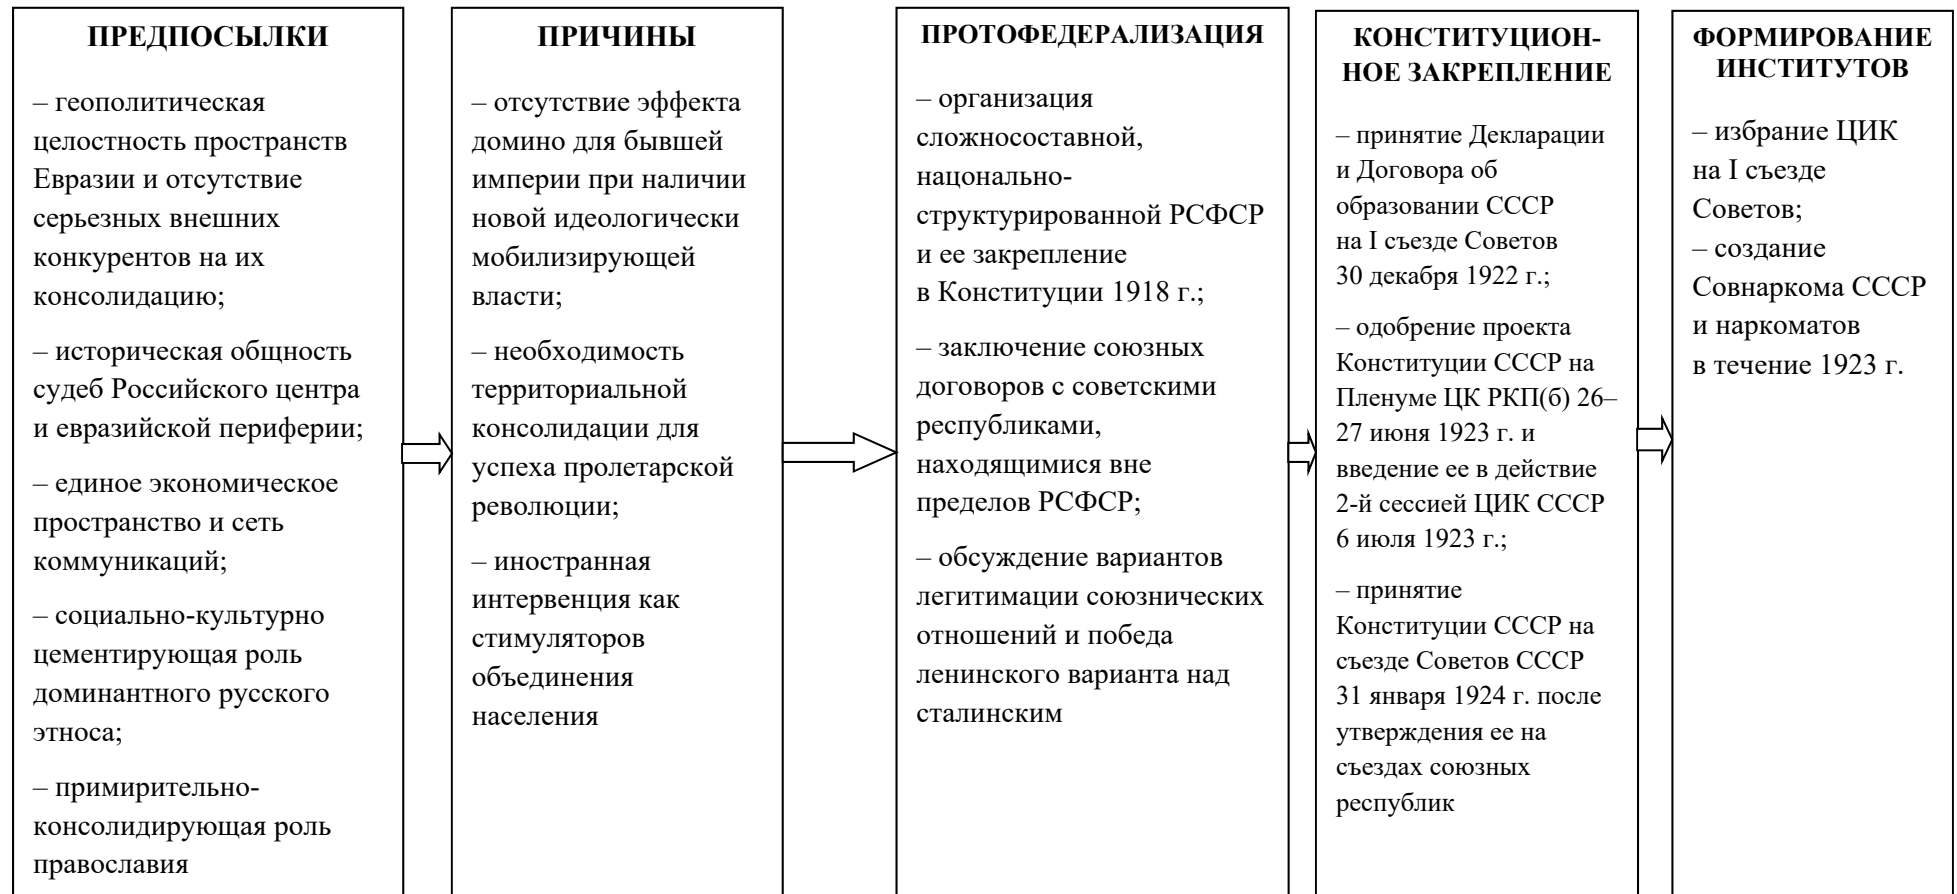 ПРЕДПОСЫЛКИ
– геополитическая
целостность пространств
Евразии и отсутствие
серьезных внешних
конкурентов на их
консолидацию;
– историческая общность
судеб Российского центра
и евразийской периферии;
– единое экономическое
пространство и сеть
коммуникаций;
– социально-культурно
цементирующая роль
доминантного русского
этноса;
– примирительно-
консолидирующая роль
православия
ПРИЧИНЫ
– отсутствие эффекта
домино для бывшей
империи при наличии
новой идеологически
мобилизирующей
власти;
– необходимость
территориальной
консолидации для
успеха пролетарской
революции;
– иностранная
интервенция как
стимуляторов
объединения
населения
ПРОТОФЕДЕРАЛИЗАЦИЯ
– организация
сложносоставной,
нацонально-
структурированной РСФСР
и ее закрепление
в Конституции 1918 г.;
– заключение союзных
договоров с советскими
республиками,
находящимися вне
пределов РСФСР;
– обсуждение вариантов
легитимации союзнических
отношений и победа
ленинского варианта над
сталинским
КОНСТИТУЦИОН-
НОЕ ЗАКРЕПЛЕНИЕ
– принятие Декларации
и Договора об
образовании СССР
на I съезде Советов
30 декабря 1922 г.;
– одобрение проекта
Конституции СССР на
Пленуме ЦК РКП(б) 26–
27 июня 1923 г. и
введение ее в действие
2-й сессией ЦИК СССР
6 июля 1923 г.;
– принятие
Конституции СССР на
съезде Советов СССР
31 января 1924 г. после
утверждения ее на
съездах союзных
республик
ФОРМИРОВАНИЕ
ИНСТИТУТОВ
– избрание ЦИК
на I съезде
Советов;
– создание
Совнаркома СССР
и наркоматов
в течение 1923 г.